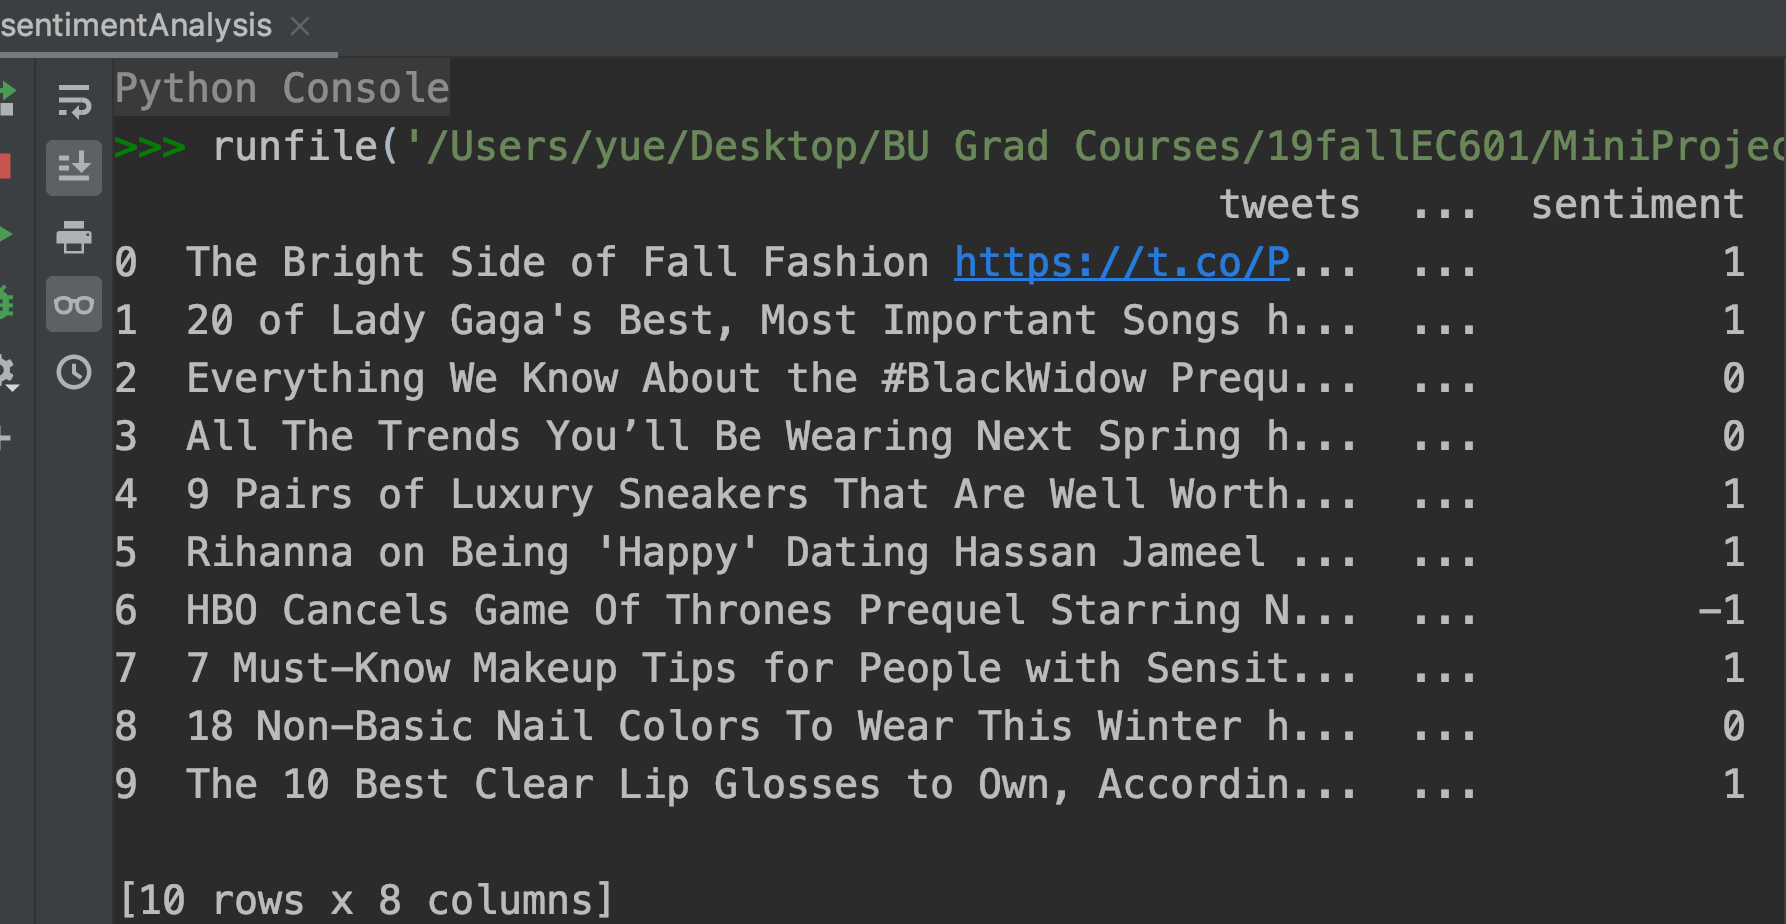 sentimentAnalysis
Python Console
>>> runfile('/Users/yue/Desktop/BU Grad Courses/19fallEC601/MiniProjec
tweets ... sentiment
0 The Bright Side of Fall Fashion https://t.co/P... ... 1
1 20 of Lady Gaga's Best, Most Important Songs h... ... 1
2 Everything We Know About the #BlackWidow Prequ... ... 0
3 All The Trends You’ll Be Wearing Next Spring h... ... 0
4 9 Pairs of Luxury Sneakers That Are Well Worth... ... 1
5 Rihanna on Being 'Happy' Dating Hassan Jameel ... ... 1
6 HBO Cancels Game Of Thrones Prequel Starring N... ... -1
7 7 Must-Know Makeup Tips for People with Sensit... ... 1
8 18 Non-Basic Nail Colors To Wear This Winter h... ... 0
9 The 10 Best Clear Lip Glosses to Own, Accordin... ... 1
[10 rows x 8 columns]